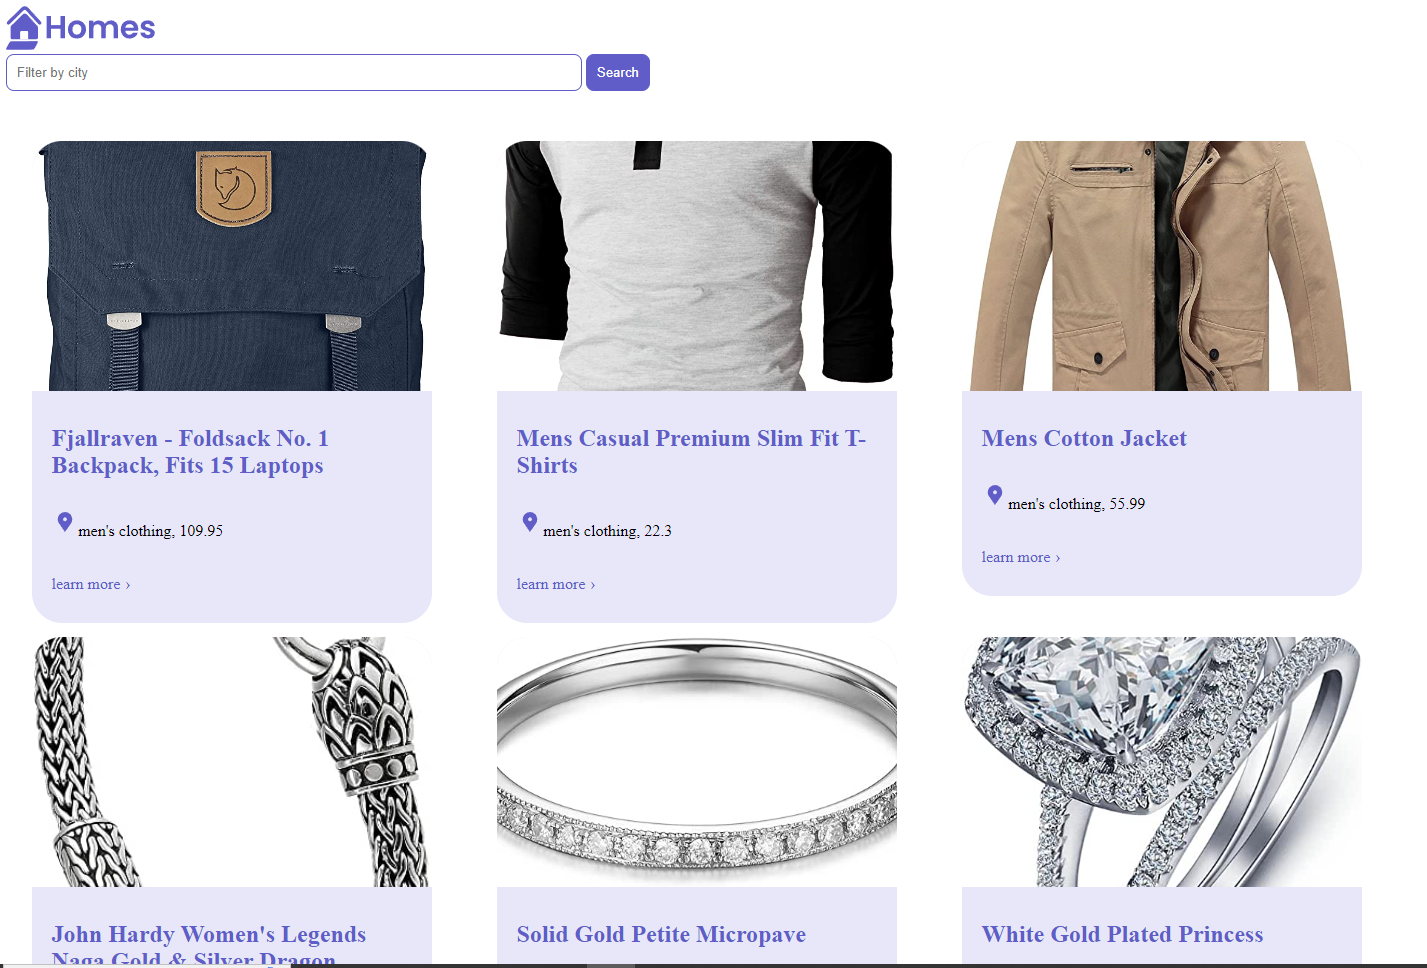 Homes
Filter by city
Search
Fjallraven - Foldsack No. 1
Backpack, Fits 15 Laptops
men's clothing, 109.95
learn more ›
Mens Casual Premium Slim Fit T-
Shirts
men's clothing, 22.3
learn more ›
Mens Cotton Jacket
men's clothing, 55.99
learn more ›
John Hardy Women's Legends
Naga Gold & Silver Dragon
Solid Gold Petite Micropave
White Gold Plated Princess